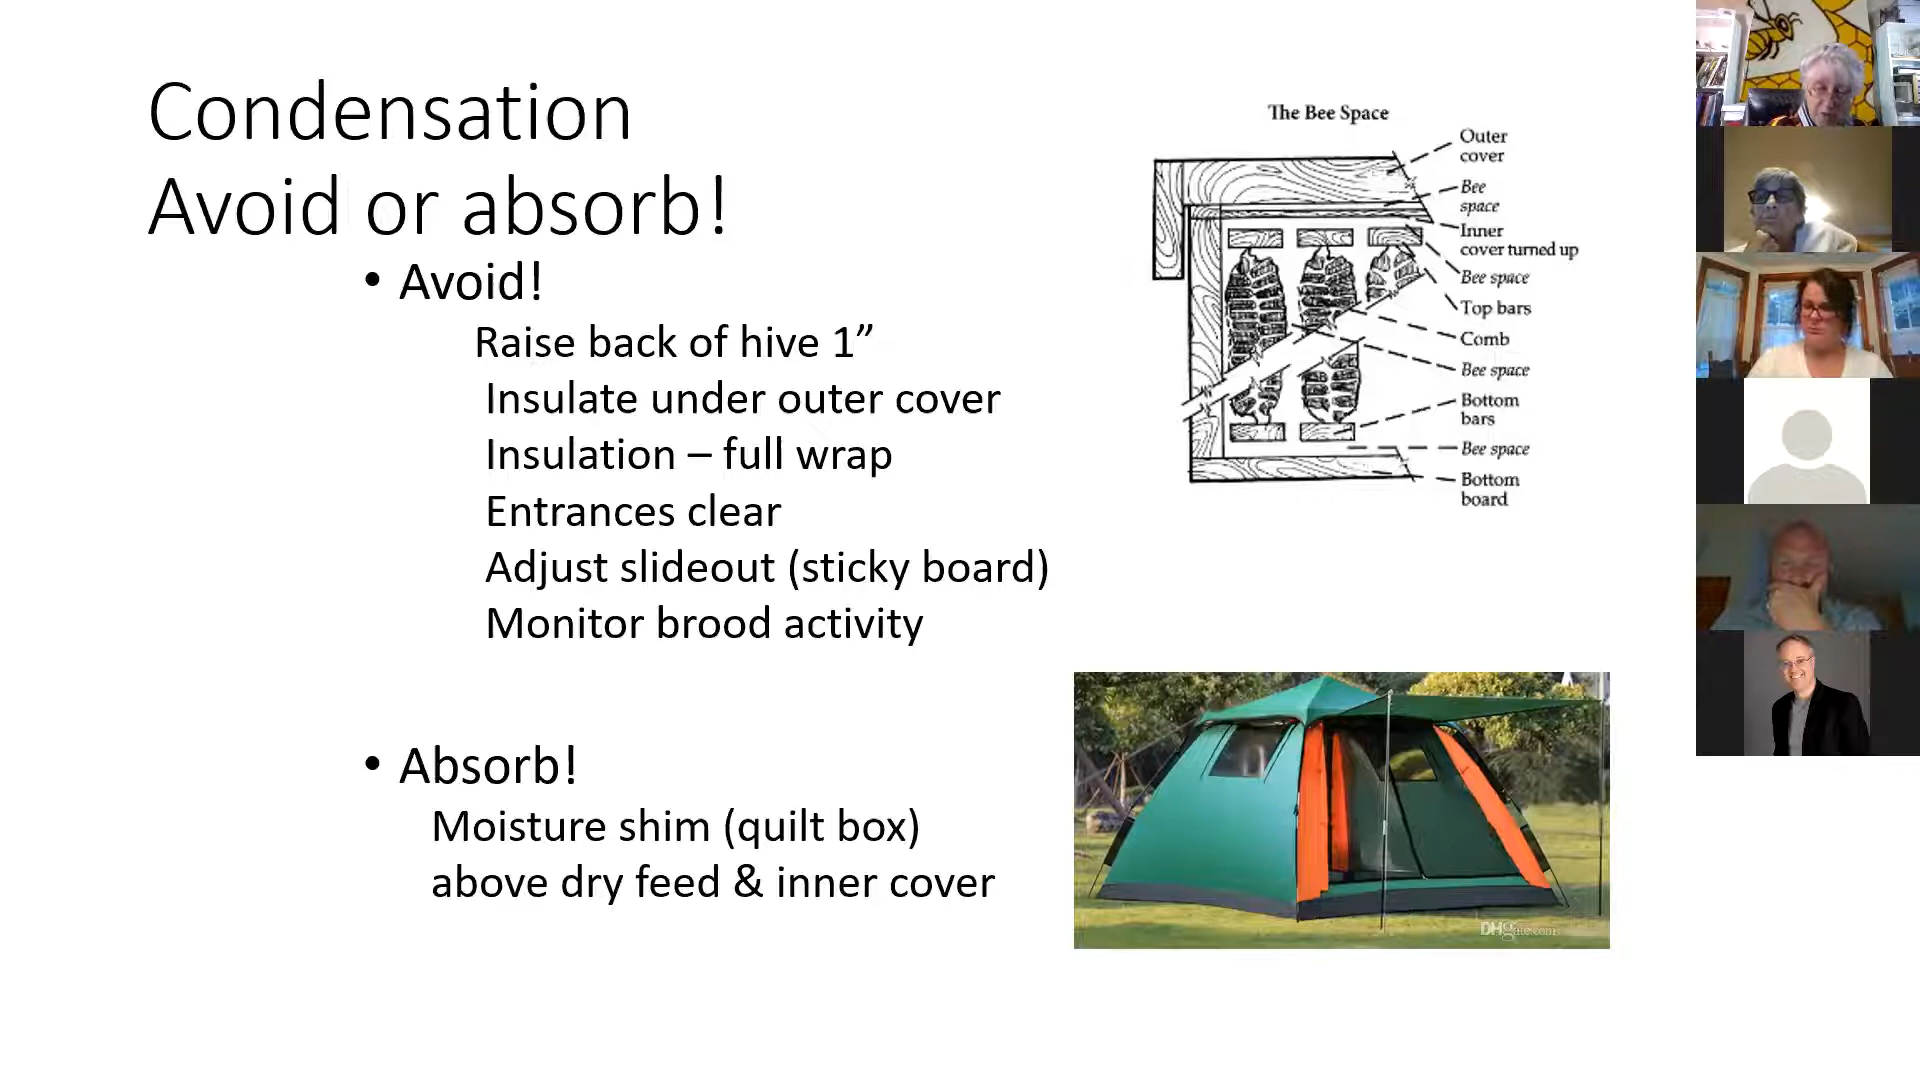 Condensation
Avoid or absorb!
• Avoid!
Raise back of hive 1”
Insulate under outer cover
Insulation – full wrap
Entrances clear
Adjust slideout (sticky board)
Monitor brood activity
• Absorb!
Moisture shim (quilt box)
above dry feed & inner cover
The Bee Space
Outer
cover
Bee
space
Inner
cover turned up
Bee space
Top bars
Comb
Bee space
Bottom
bars
Bee space
Bottom
board
DHgate.com